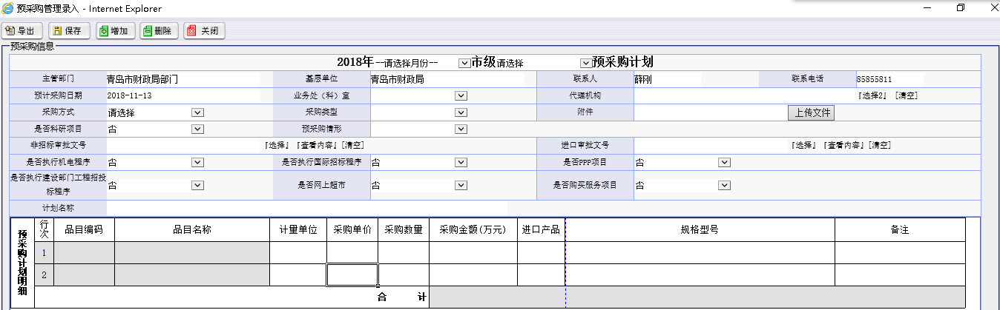 预采购管理录入 - Internet Explorer
导出 保存 增加 删除 关闭
预采购信息
2018年 --请选择月份-- 市级 请选择 预采购计划
主管部门 青岛市财政局部门 基层单位 青岛市财政局 联系人 薛刚 联系电话 85855811
预计采购日期 2018-11-13 业务处（科）室 代理机构 『选择2』 [清空]
采购方式 请选择 采购类型 附件 上传文件
是否科研项目 否 预采购情形
非招标审批文号 『选择』『查看内容』[清空] 进口审批文号 『选择』『查看内容』[清空]
是否执行机电程序 否 是否执行国际招标程序 否 是否PPP项目 否
是否执行建设部门工程招投
标程序 否 是否网上超市 否 是否购买服务项目 否
计划名称
预采购计划明细
行次 品目编码 品目名称 计量单位 采购单价 采购数量 采购金额(万元) 进口产品 规格型号 备注
1
2
合 计